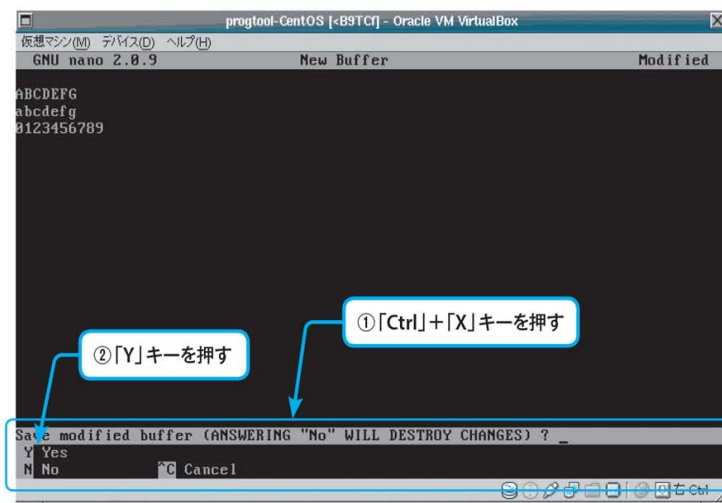 progtool-CentOS [<B9TCf] - Oracle VM VirtualBox
仮想マシン(M) デバイス(D) ヘルプ(H)
GNU nano 2.0.9 New Buffer Modified
ABCDEFG
abcdefg
0123456789
①「Ctrl」+「X」キーを押す
②「Y」キーを押す
Save modified buffer (ANSWERING "No" WILL DESTROY CHANGES) ? _
Y Yes
N No ^C Cancel
右 Ctrl